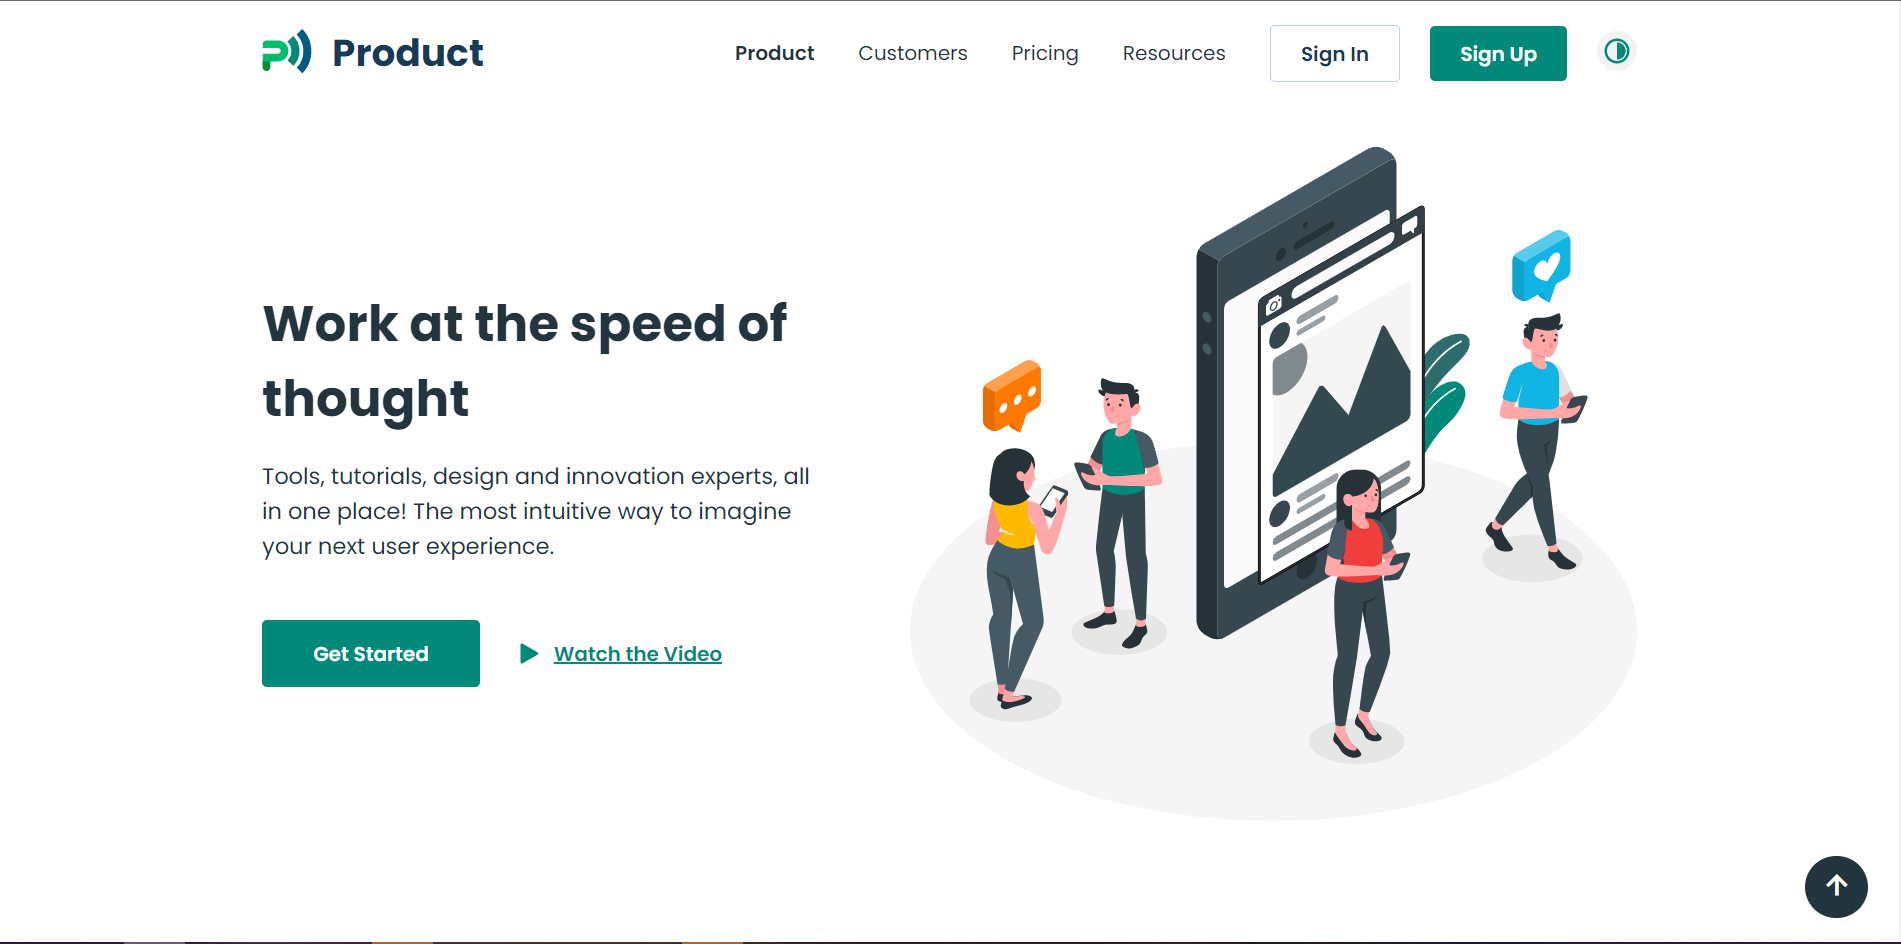 Product
Product Customers Pricing Resources Sign In Sign Up
Work at the speed of
thought
Tools, tutorials, design and innovation experts, all
in one place! The most intuitive way to imagine
your next user experience.
Get Started Watch the Video